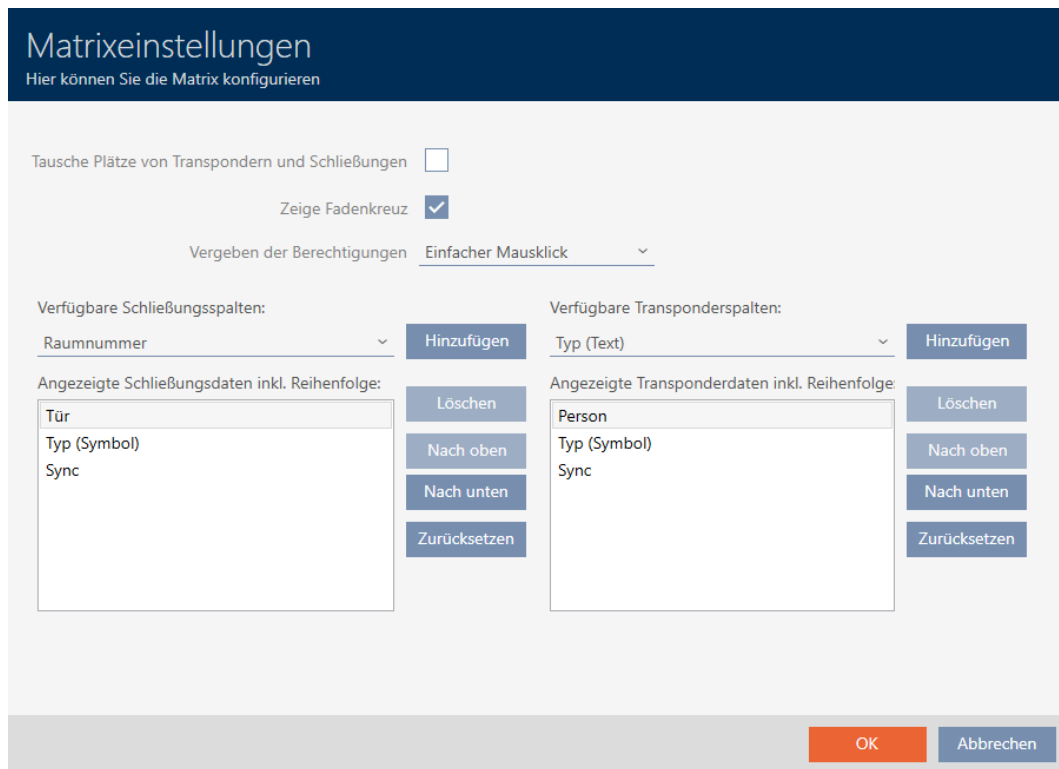 Matrixeinstellungen
Hier können Sie die Matrix konfigurieren
Tausche Plätze von Transpondern und Schließungen
Zeige Fadenkreuz
Vergeben der Berechtigungen Einfacher Mausklick
Verfügbare Schließungsspalten:
Raumnummer
Hinzufügen
Angezeigte Schließungsdaten inkl. Reihenfolge:
Tür
Typ (Symbol)
Sync
Löschen
Nach oben
Nach unten
Zurücksetzen
Verfügbare Transponderspalten:
Typ (Text)
Hinzufügen
Angezeigte Transponderdaten inkl. Reihenfolge:
Person
Typ (Symbol)
Sync
Löschen
Nach oben
Nach unten
Zurücksetzen
OK
Abbrechen